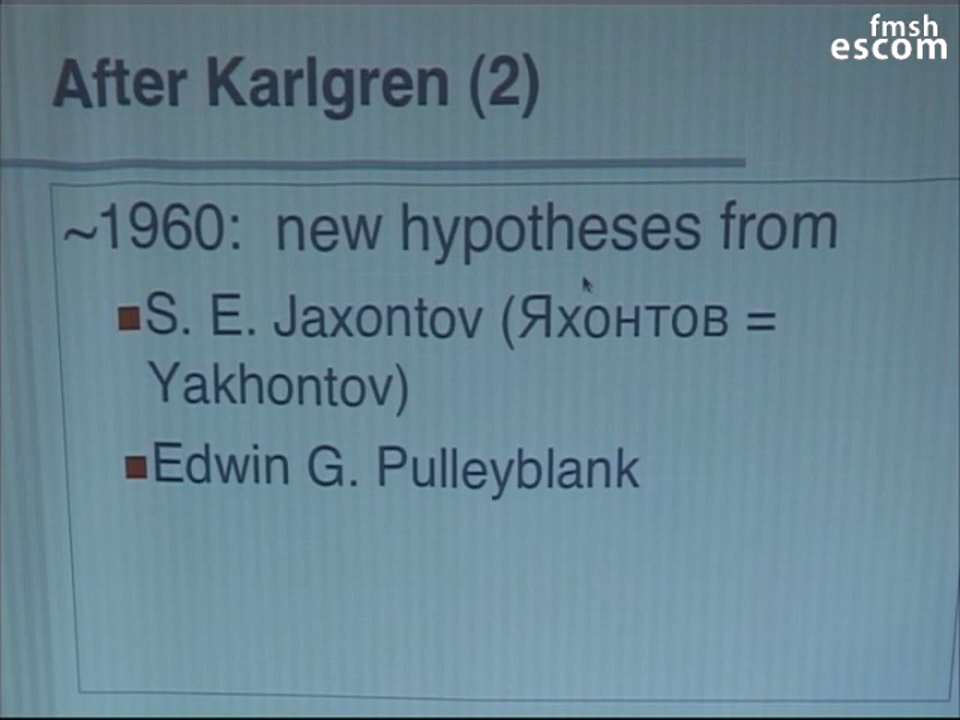 fmsh
escom
After Karlgren (2)
~1960: new hypotheses from
S. E. Jaxontov (Яхонтов =
Yakhontov)
Edwin G. Pulleyblank